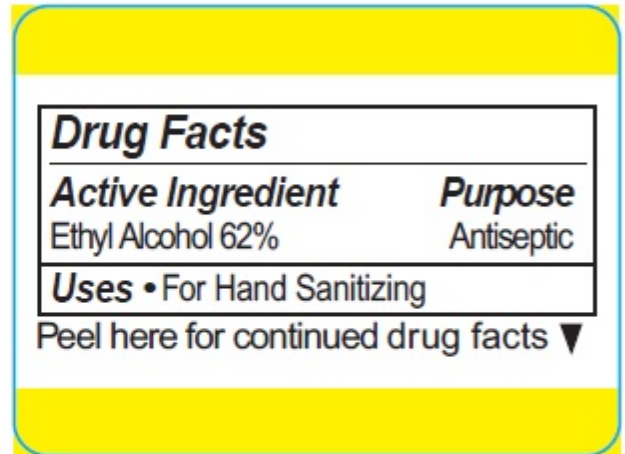 Drug Facts
Active Ingredient Purpose
Ethyl Alcohol 62% Antiseptic
Uses • For Hand Sanitizing
Peel here for continued drug facts ▼